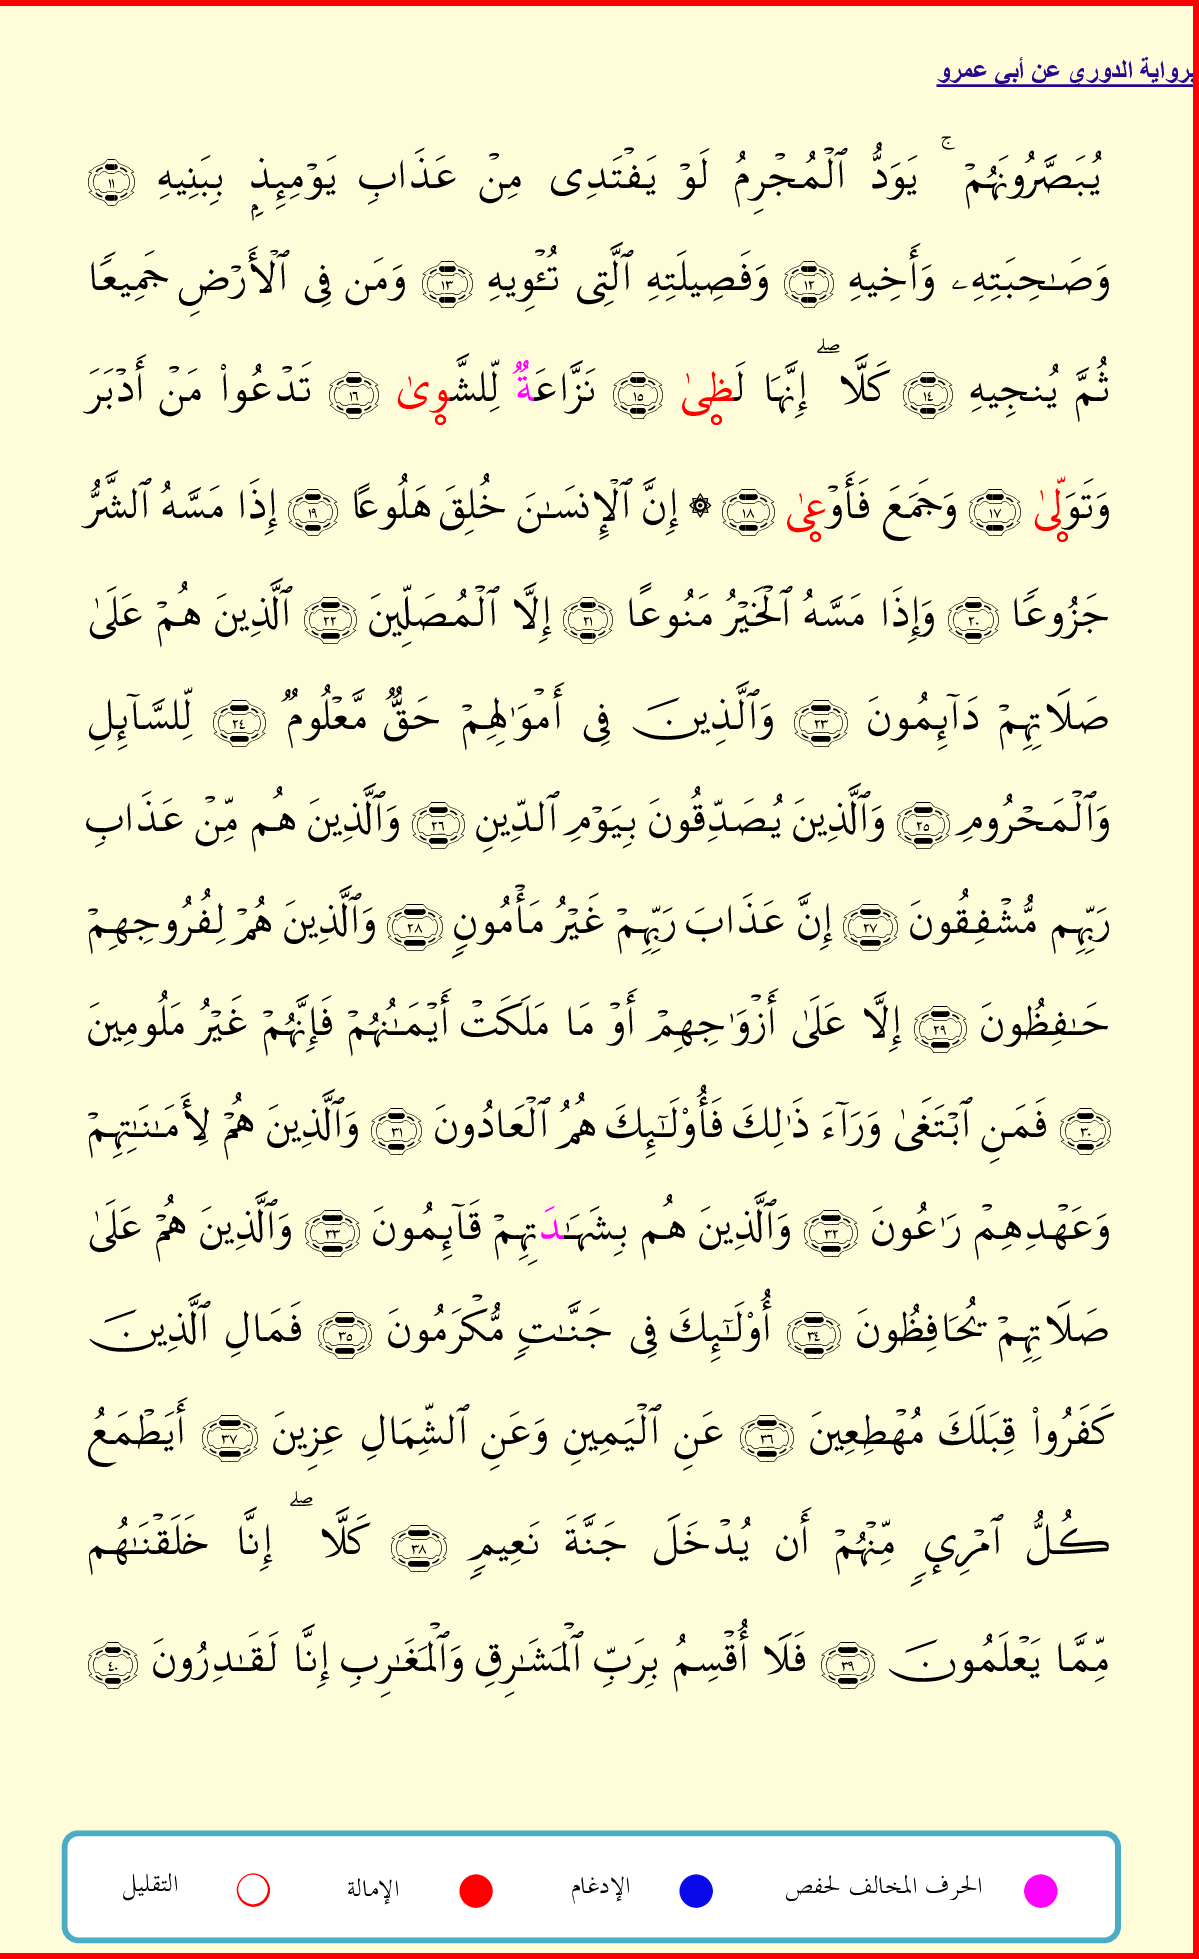 برواية الدوري عن أبي عمرو
يُبَصَّرُونَهُمْ ۚ يَوَدُّ ٱلْمُجْرِمُ لَوْ يَفْتَدِى مِنْ عَذَابِ يَوْمِئِذٍۭ بِبَنِيهِ ١١
وَصَـٰحِبَتِهِۦ وَأَخِيهِ ١٢ وَفَصِيلَتِهِ ٱلَّتِى تُـْٔوِيهِ ١٣ وَمَن فِى ٱلْأَرْضِ جَمِيعًا
ثُمَّ يُنجِيهِ ١٤ كَلَّا ۖ إِنَّهَا لَظىٰ ١٥ نَزَّاعَةٌ لِّلشَّوىٰ ١٦ تَدْعُوا۟ مَنْ أَدْبَرَ
وَتَوَلّىٰ ١٧ وَجَمَعَ فَأَوْعىٰ ١٨ ۞ إِنَّ ٱلْإِنسَـٰنَ خُلِقَ هَلُوعًا ١٩ إِذَا مَسَّهُ ٱلشَّرُّ
جَزُوعًا ٢٠ وَإِذَا مَسَّهُ ٱلْخَيْرُ مَنُوعًا ٢١ إِلَّا ٱلْمُصَلِّينَ ٢٢ ٱلَّذِينَ هُمْ عَلَىٰ
صَلَاتِهِمْ دَآئِمُونَ ٢٣ وَٱلَّذِينَ فِى أَمْوَٰلِهِمْ حَقٌّ مَّعْلُومٌ ٢٤ لِّلسَّآئِلِ
وَٱلْمَحْرُومِ ٢٥ وَٱلَّذِينَ يُصَدِّقُونَ بِيَوْمِ ٱلدِّينِ ٢٦ وَٱلَّذِينَ هُم مِّنْ عَذَابِ
رَبِّهِم مُّشْفِقُونَ ٢٧ إِنَّ عَذَابَ رَبِّهِمْ غَيْرُ مَأْمُونٍ ٢٨ وَٱلَّذِينَ هُمْ لِفُرُوجِهِمْ
حَـٰفِظُونَ ٢٩ إِلَّا عَلَىٰ أَزْوَٰجِهِمْ أَوْ مَا مَلَكَتْ أَيْمَـٰنُهُمْ فَإِنَّهُمْ غَيْرُ مَلُومِينَ
٣٠ فَمَنِ ٱبْتَغَىٰ وَرَآءَ ذَٰلِكَ فَأُو۟لَـٰٓئِكَ هُمُ ٱلْعَادُونَ ٣١ وَٱلَّذِينَ هُمْ لِأَمَـٰنَـٰتِهِمْ
وَعَهْدِهِمْ رَٰعُونَ ٣٢ وَٱلَّذِينَ هُم بِشَهَـٰدَتِهِمْ قَآئِمُونَ ٣٣ وَٱلَّذِينَ هُمْ عَلَىٰ
صَلَاتِهِمْ يُحَافِظُونَ ٣٤ أُو۟لَـٰٓئِكَ فِى جَنَّـٰتٍ مُّكْرَمُونَ ٣٥ فَمَالِ ٱلَّذِينَ
كَفَرُوا۟ قِبَلَكَ مُهْطِعِينَ ٣٦ عَنِ ٱلْيَمِينِ وَعَنِ ٱلشِّمَالِ عِزِينَ ٣٧ أَيَطْمَعُ
كُلُّ ٱمْرِئٍ مِّنْهُمْ أَن يُدْخَلَ جَنَّةَ نَعِيمٍ ٣٨ كَلَّا ۖ إِنَّا خَلَقْنَـٰهُم
مِّمَّا يَعْلَمُونَ ٣٩ فَلَا أُقْسِمُ بِرَبِّ ٱلْمَشَـٰرِقِ وَٱلْمَغَـٰرِبِ إِنَّا لَقَـٰدِرُونَ ٤٠
الحرف المخالف لحفص الإدغام الإمالة التقليل